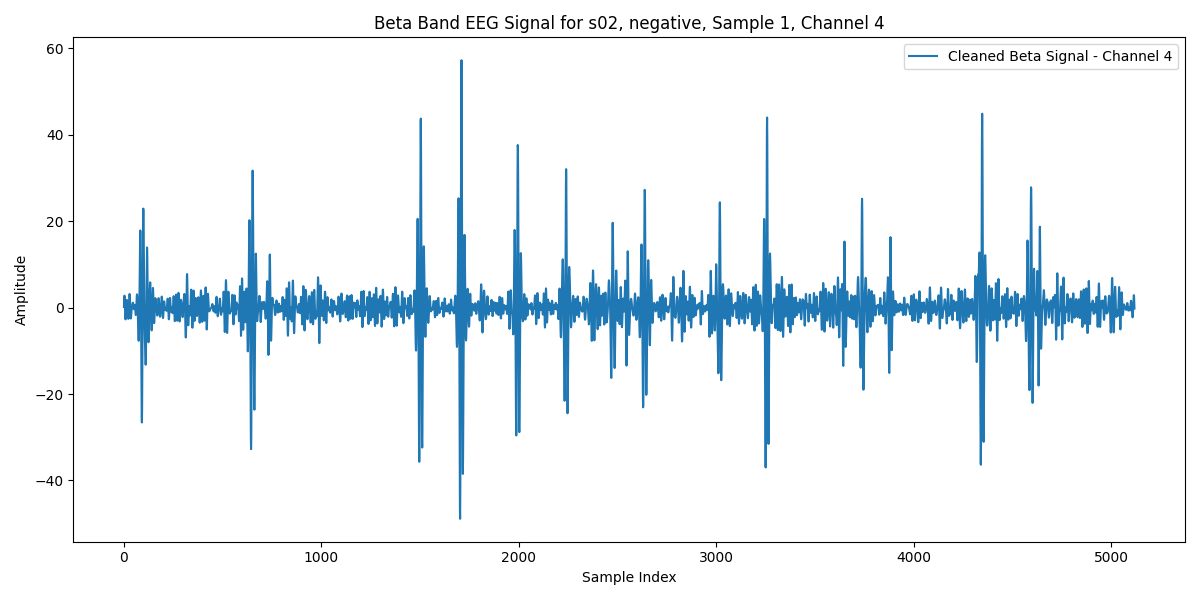 Beta Band EEG Signal for s02, negative, Sample 1, Channel 4
Cleaned Beta Signal - Channel 4
Amplitude
60
40
20
0
−20
−40
0 1000 2000 3000 4000 5000
Sample Index